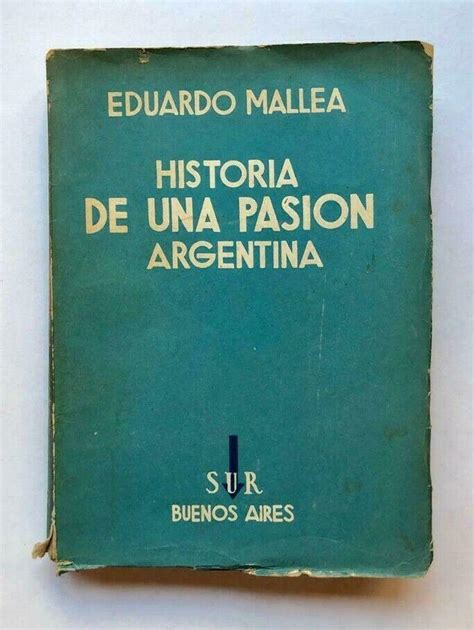 EDUARDO MALLEA
HISTORIA
DE UNA PASION
ARGENTINA
SUR
BUENOS AIRES